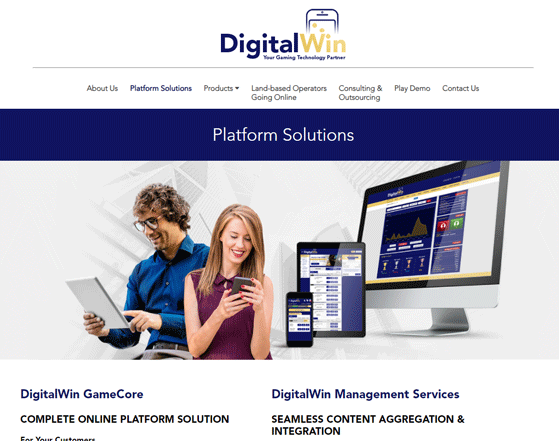 DigitalWin
Your Gaming Technology Partner
About Us
Platform Solutions
Products
Land-based Operators
Going Online
Consulting &
Outsourcing
Play Demo
Contact Us
Platform Solutions
DigitalWin
DigitalWin GameCore
COMPLETE ONLINE PLATFORM SOLUTION
For Your Customers
DigitalWin Management Services
SEAMLESS CONTENT AGGREGATION &
INTEGRATION